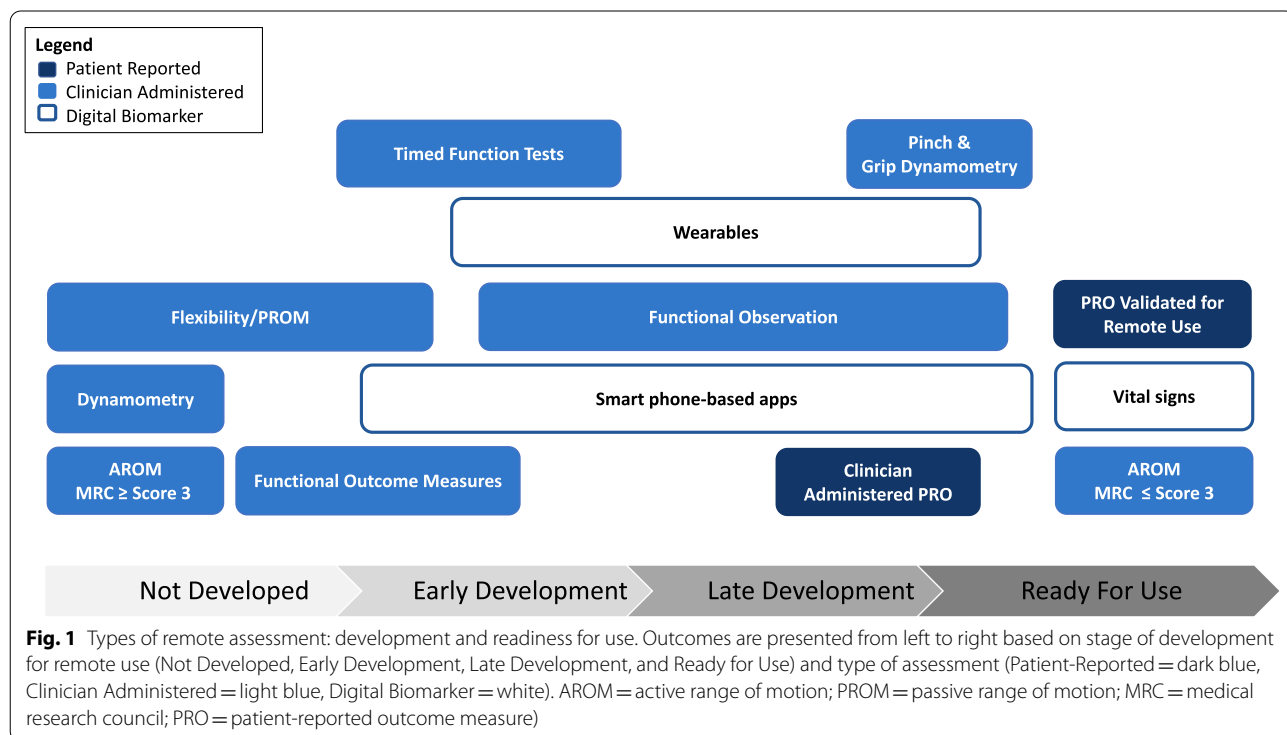 Legend
Patient Reported
Clinician Administered
Digital Biomarker
Timed Function Tests
Pinch &
Grip Dynamometry
Wearables
Flexibility/PROM
Functional Observation
PRO Validated for
Remote Use
Dynamometry
Smart phone-based apps
Vital signs
AROM
MRC ≥ Score 3
Functional Outcome Measures
Clinician
Administered PRO
AROM
MRC ≤ Score 3
Not Developed
Early Development
Late Development
Ready For Use
Fig. 1 Types of remote assessment: development and readiness for use. Outcomes are presented from left to right based on stage of development
for remote use (Not Developed, Early Development, Late Development, and Ready for Use) and type of assessment (Patient-Reported = dark blue,
Clinician Administered = light blue, Digital Biomarker = white). AROM = active range of motion; PROM = passive range of motion; MRC = medical
research council; PRO = patient-reported outcome measure)